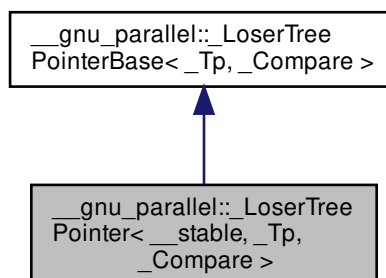 __gnu_parallel::_LoserTree
PointerBase< _Tp, _Compare >
__gnu_parallel::_LoserTree
Pointer< __stable, _Tp,
_Compare >